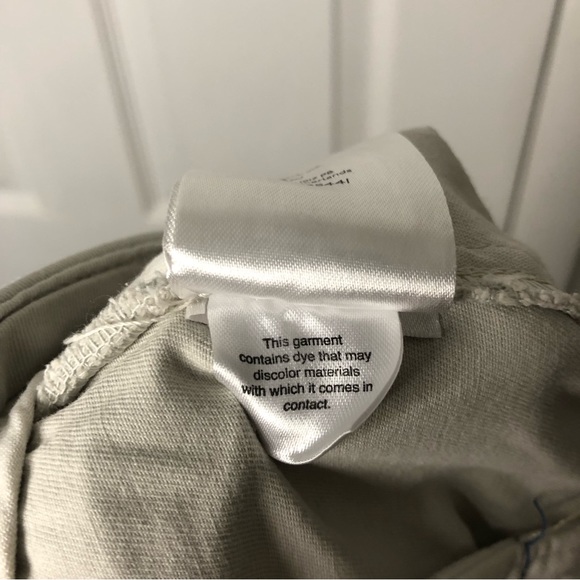 This garment
contains dye that may
discolor materials
with which it comes in
contact.